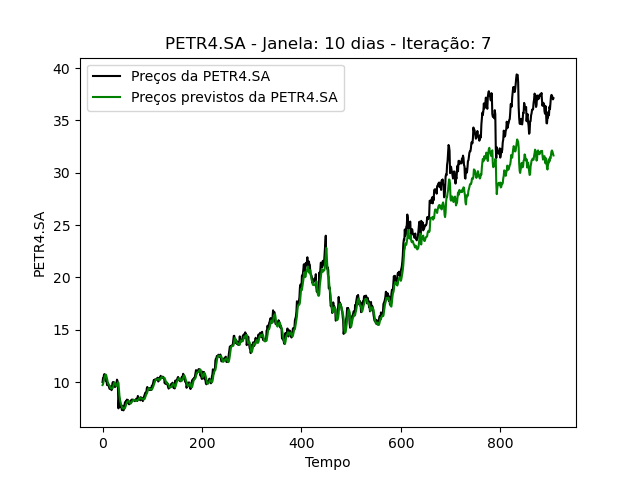 PETR4.SA - Janela: 10 dias - Iteração: 7
Preços da PETR4.SA
Preços previstos da PETR4.SA
PETR4.SA
40
35
30
25
20
15
10
0 200 400 600 800
Tempo